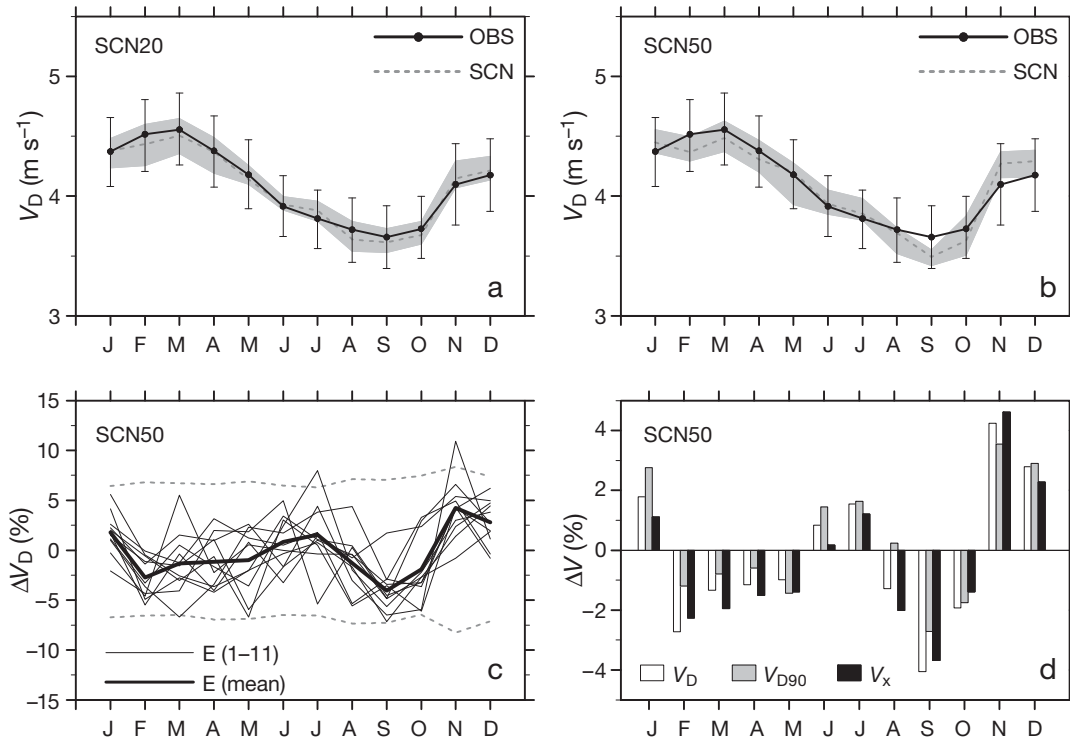 SCN20
OBS
SCN
5
4
3
V_D (m s⁻¹)
a
J F M A M J J A S O N D
SCN50
OBS
SCN
5
4
3
V_D (m s⁻¹)
b
J F M A M J J A S O N D
SCN50
15
10
5
0
−5
−10
−15
ΔV_D (%)
E (1–11)
E (mean)
c
J F M A M J J A S O N D
SCN50
4
2
0
−2
−4
ΔV (%)
V_D V_D90 V_x
d
J F M A M J J A S O N D